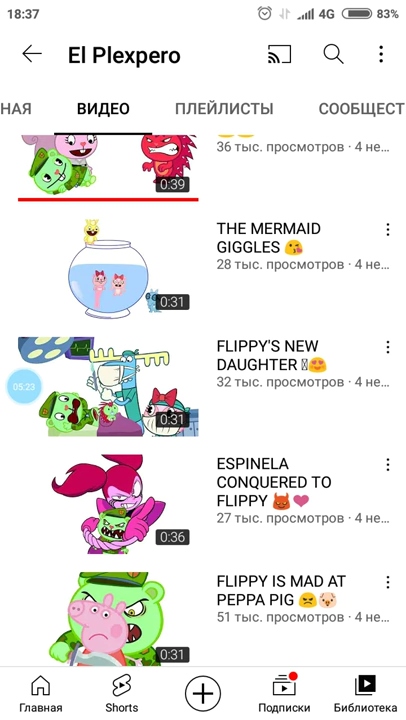 18:37
4G
83%
El Plexpero
НАЯ
ВИДЕО
ПЛЕЙЛИСТЫ
СООБЩЕСТ
0:39
36 тыс. просмотров · 4 не...
THE MERMAID
GIGGLES 😘
28 тыс. просмотров · 4 не...
0:31
FLIPPY'S NEW
DAUGHTER 😍
32 тыс. просмотров · 4 не...
05:23
0:31
ESPINELA
CONQUERED TO
FLIPPY 👿❤
27 тыс. просмотров · 4 не...
0:36
FLIPPY IS MAD AT
PEPPA PIG 😠🐷
51 тыс. просмотров · 4 не...
0:31
Главная
Shorts
Подписки
Библиотека